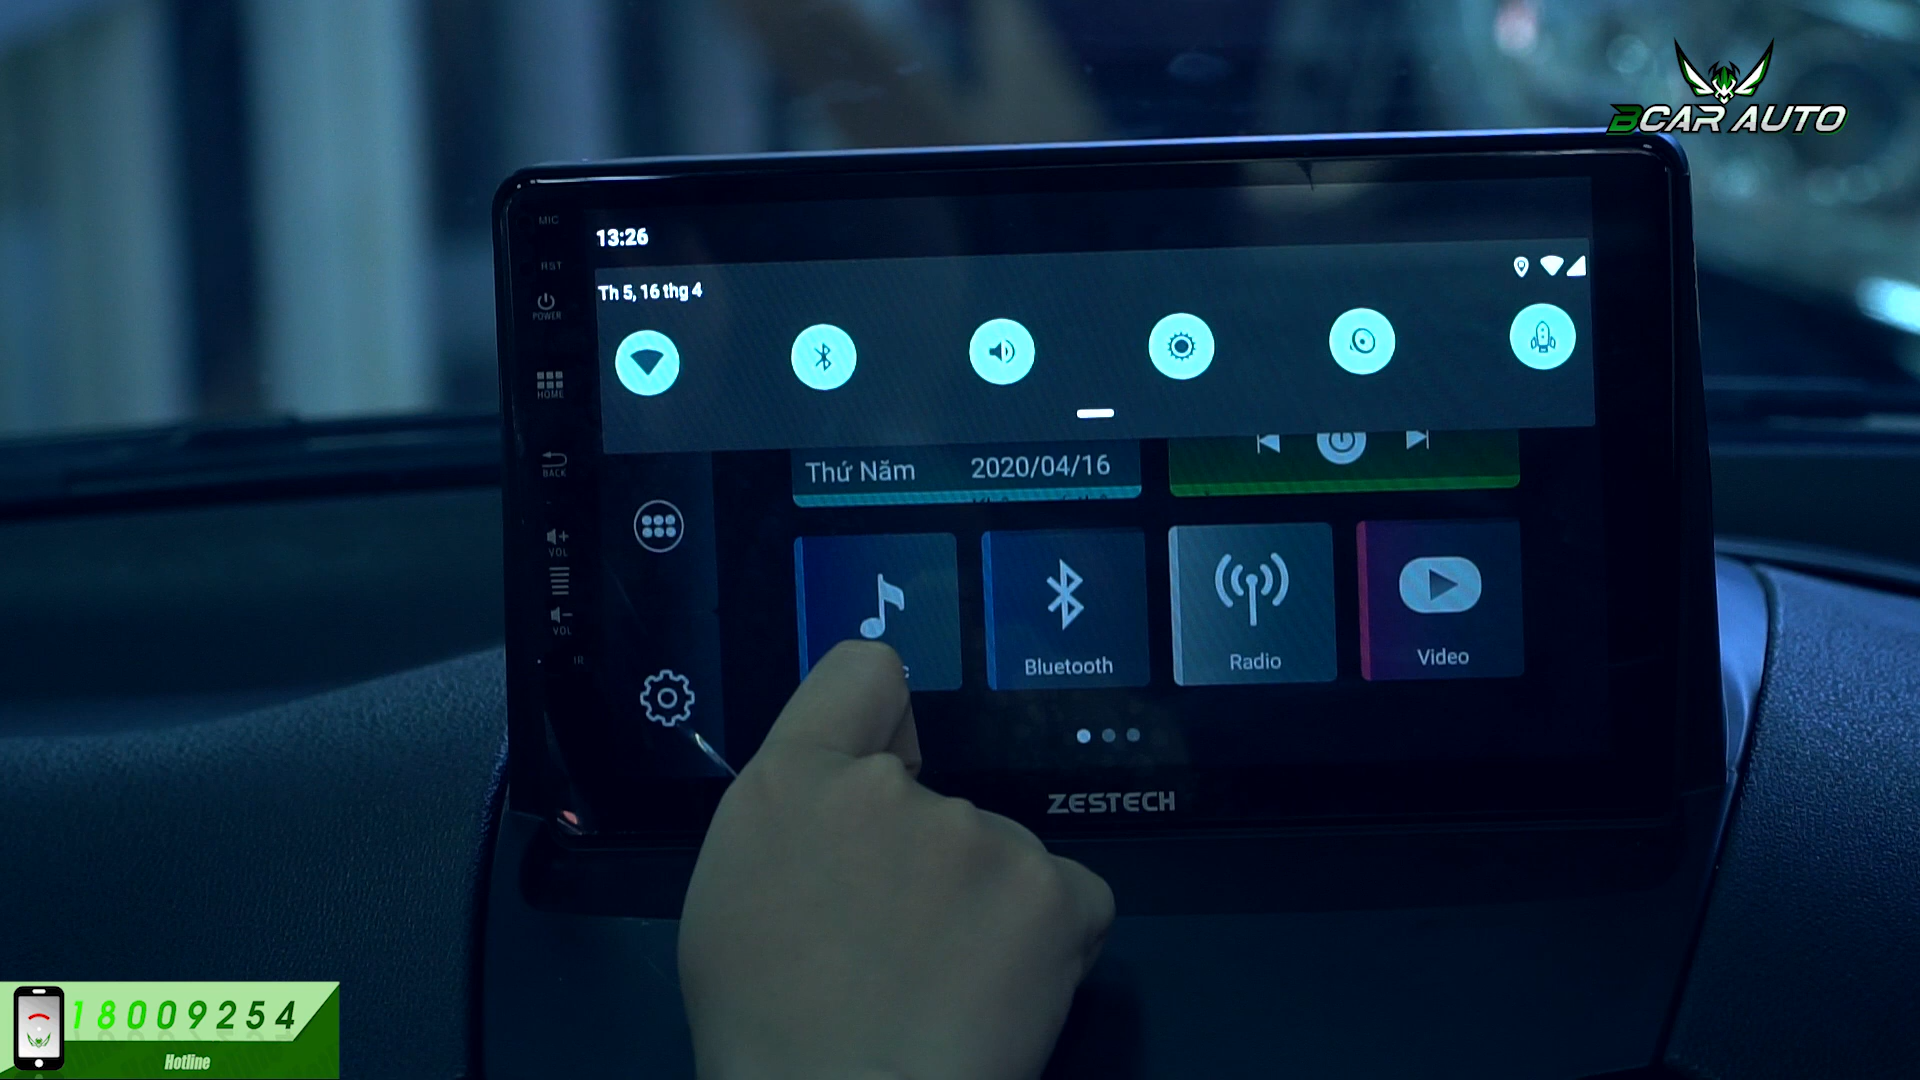 BCAR AUTO
MIC
13:26
RST
Th 5, 16 thg 4
POWER
HOME
BACK
Thứ Năm 2020/04/16
VOL
VOL
IR
Bluetooth
Radio
Video
ZESTECH
18009254
Hotline